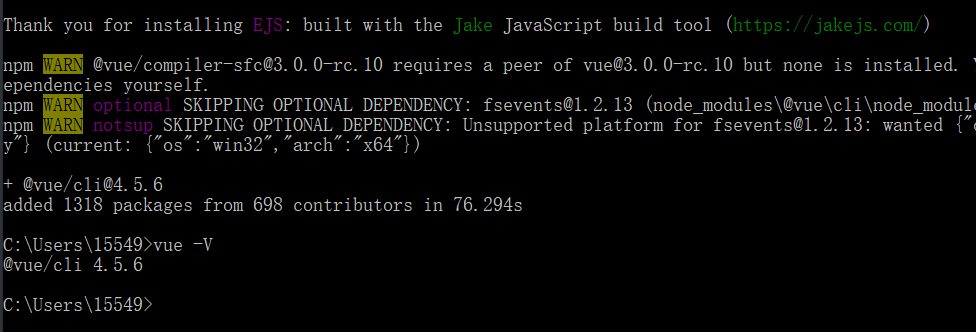 Thank you for installing EJS: built with the Jake JavaScript build tool (https://jakejs.com/)
npm WARN @vue/compiler-sfc@3.0.0-rc.10 requires a peer of vue@3.0.0-rc.10 but none is installed.
ependencies yourself.
npm WARN optional SKIPPING OPTIONAL DEPENDENCY: fsevents@1.2.13 (node_modules\@vue\cli\node_module
npm WARN notsup SKIPPING OPTIONAL DEPENDENCY: Unsupported platform for fsevents@1.2.13: wanted {"
y"} (current: {"os":"win32","arch":"x64"})
+ @vue/cli@4.5.6
added 1318 packages from 698 contributors in 76.294s
C:\Users\15549>vue -V
@vue/cli 4.5.6
C:\Users\15549>